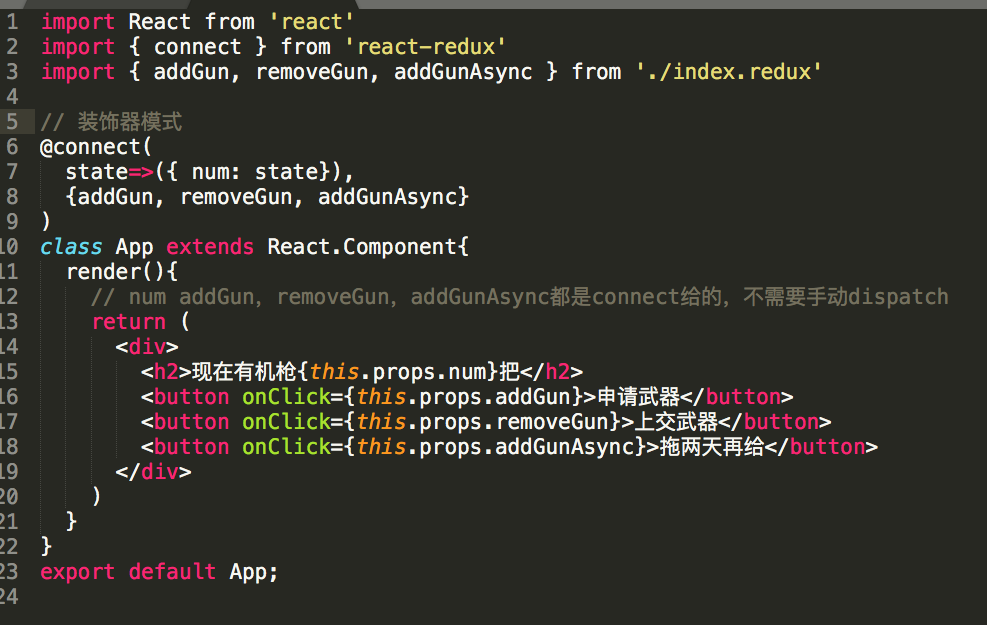 1 import React from 'react'
2 import { connect } from 'react-redux'
3 import { addGun, removeGun, addGunAsync } from './index.redux'
4
5 // 装饰器模式
6 @connect(
7   state=>({ num: state}),
8   {addGun, removeGun, addGunAsync}
9 )
10 class App extends React.Component{
11   render(){
12     // num addGun，removeGun，addGunAsync都是connect给的，不需要手动dispatch
13     return (
14       <div>
15         <h2>现在有机枪{this.props.num}把</h2>
16         <button onClick={this.props.addGun}>申请武器</button>
17         <button onClick={this.props.removeGun}>上交武器</button>
18         <button onClick={this.props.addGunAsync}>拖两天再给</button>
19       </div>
20     )
21   }
22 }
23 export default App;
24